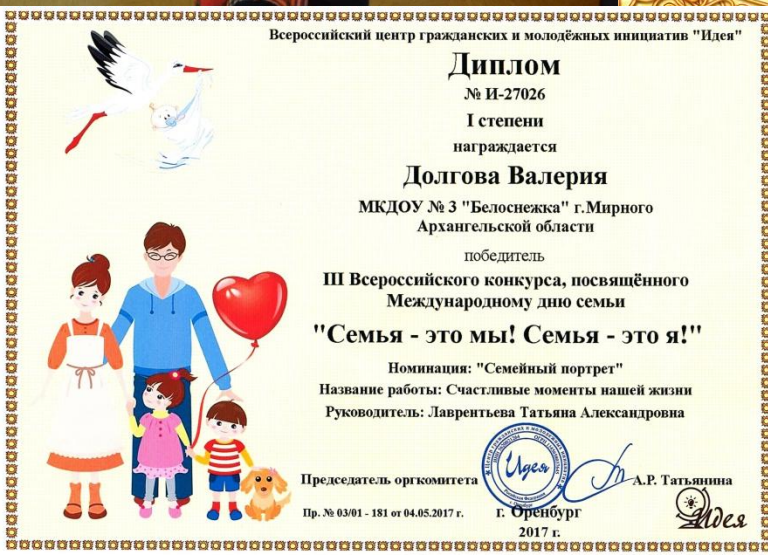 Всероссийский центр гражданских и молодёжных инициатив "Идея"
Диплом
№ И-27026
I степени
награждается
Долгова Валерия
МКДОУ № 3 "Белоснежка" г.Мирного
Архангельской области
победитель
III Всероссийского конкурса, посвящённого
Международному дню семьи
"Семья - это мы! Семья - это я!"
Номинация: "Семейный портрет"
Название работы: Счастливые моменты нашей жизни
Руководитель: Лаврентьева Татьяна Александровна
Идея
Председатель оргкомитета
А.Р. Татьянина
Пр. № 03/01 - 181 от 04.05.2017 г.
г. Оренбург
2017 г.
Идея